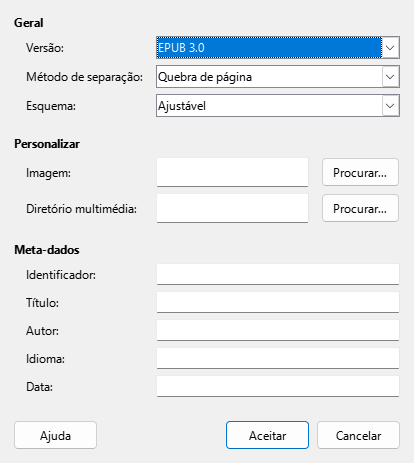 Geral
Versão: EPUB 3.0
Método de separação: Quebra de página
Esquema: Ajustável
Personalizar
Imagem: Procurar...
Diretório multimédia: Procurar...
Meta-dados
Identificador:
Título:
Autor:
Idioma:
Data:
Ajuda Aceitar Cancelar